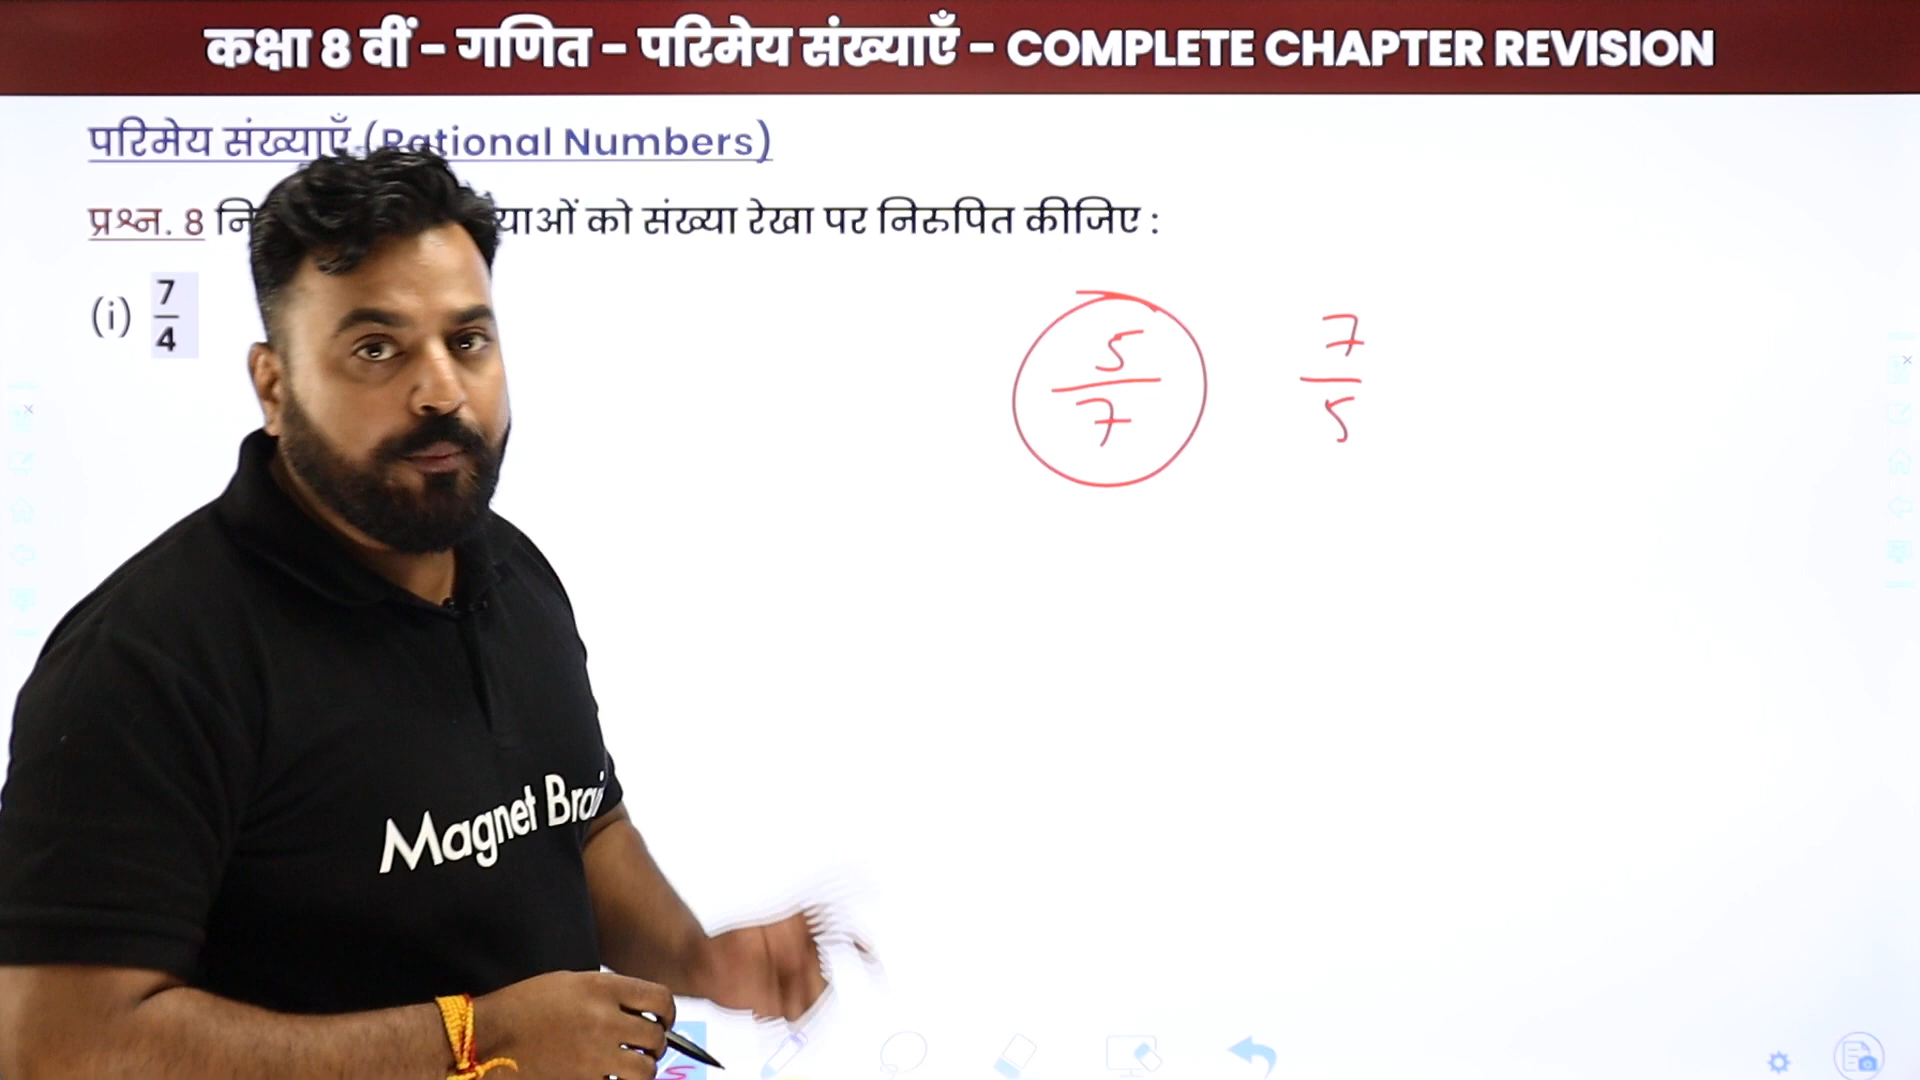 कक्षा 8 वीं - गणित - परिमेय संख्याएँ - COMPLETE CHAPTER REVISION
परिमेय संख्याएँ (Rational Numbers)
प्रश्न. 8 को संख्या रेखा पर निरुपित कीजिए :
(i) 7/4
5/7 7/5
Magnet